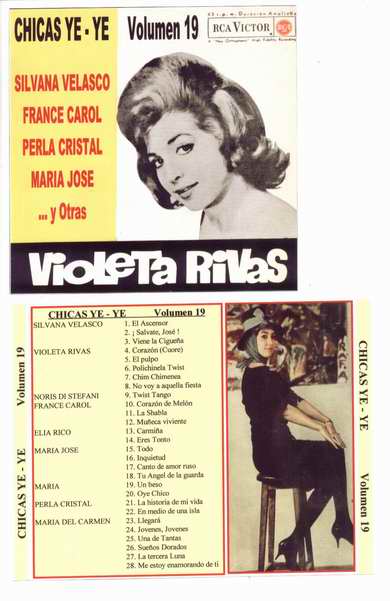 CHICAS YE - YE Volumen 19
RCA VICTOR
SILVANA VELASCO
FRANCE CAROL
PERLA CRISTAL
MARIA JOSE
... y Otras
VIOLETA RIVAS
CHICAS YE - YE Volumen 19
SILVANA VELASCO 1. El Ascensor
2. ¡ Salvate, José !
3. Viene la Cigueña
VIOLETA RIVAS 4. Corazón (Cuore)
5. El pulpo
6. Polichinela Twist
7. Chim Chimenea
8. No voy a aquella fiesta
NORIS DI STEFANI 9. Twist Tango
FRANCE CAROL 10. Corazón de Melón
11. La Shabla
12. Muñeca viviente
ELIA RICO 13. Carmiña
14. Eres Tonto
MARIA JOSE 15. Todo
16. Inquietud
17. Canto de amor ruso
18. Tu Angel de la guarda
MARIA 19. Un beso
20. Oye Chico
PERLA CRISTAL 21. La historia de mi vida
22. En medio de una isla
MARIA DEL CARMEN 23. Llegará
24. Jovenes, Jovenes
25. Una de Tantas
26. Sueños Dorados
27. La tercera Luna
28. Me estoy enamorando de ti
CHICAS YE - YE Volumen 19
CHICAS YE - YE Volumen 19